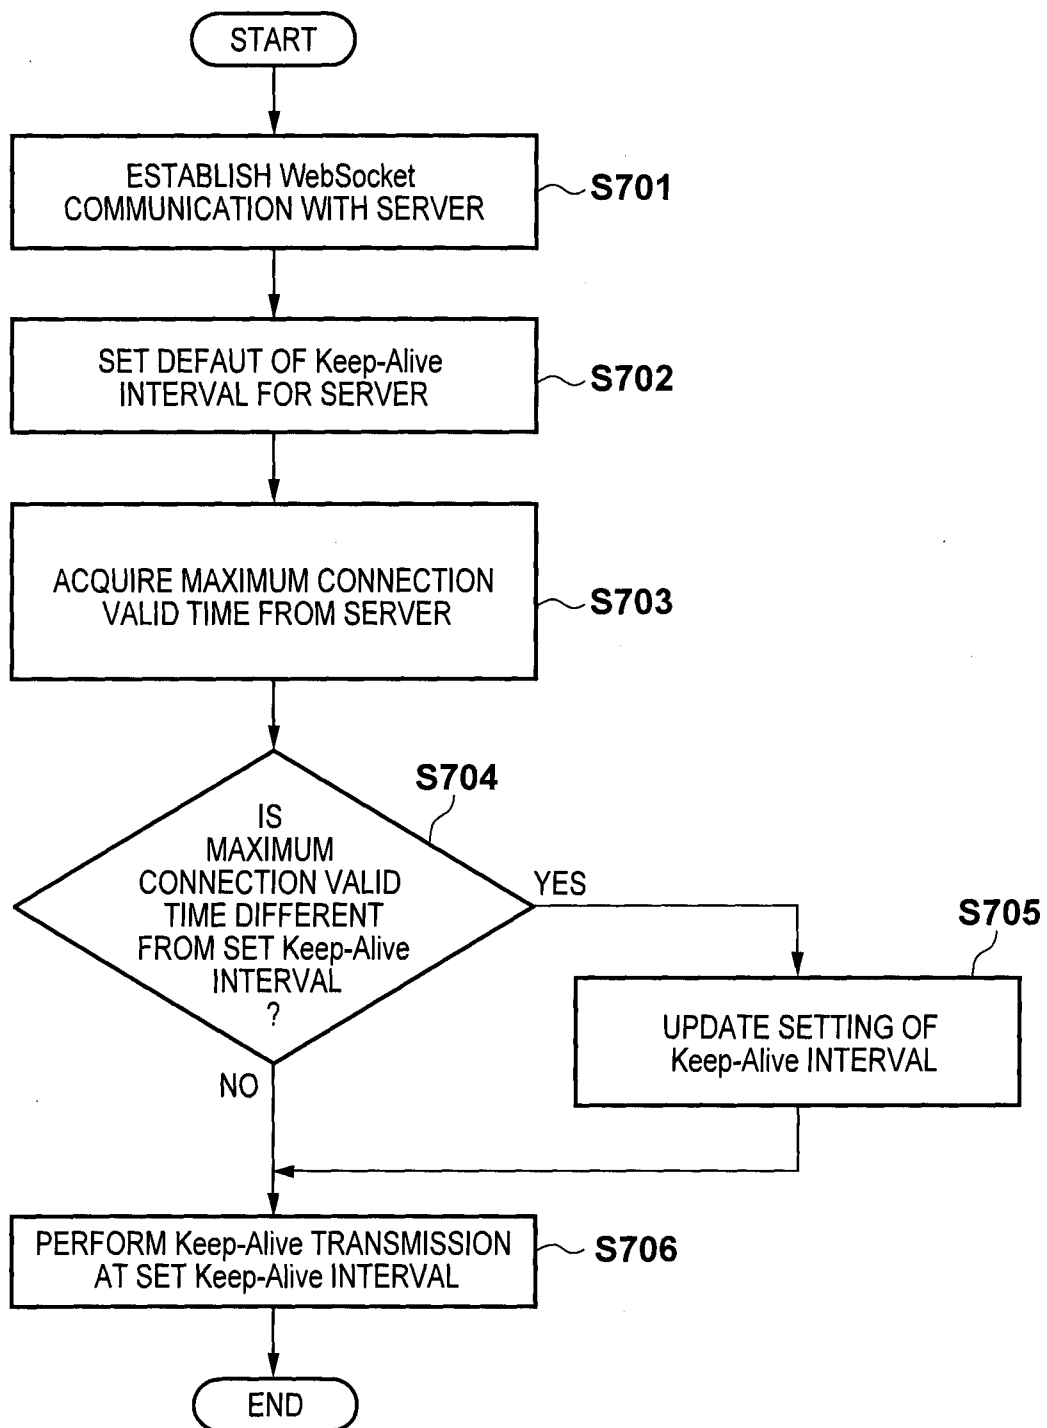 START
ESTABLISH WebSocket
COMMUNICATION WITH SERVER
S701
SET DEFAUT OF Keep-Alive
INTERVAL FOR SERVER
S702
ACQUIRE MAXIMUM CONNECTION
VALID TIME FROM SERVER
S703
S704
IS
MAXIMUM
CONNECTION VALID
TIME DIFFERENT
FROM SET Keep-Alive
INTERVAL
?
YES
S705
UPDATE SETTING OF
Keep-Alive INTERVAL
NO
PERFORM Keep-Alive TRANSMISSION
AT SET Keep-Alive INTERVAL
S706
END